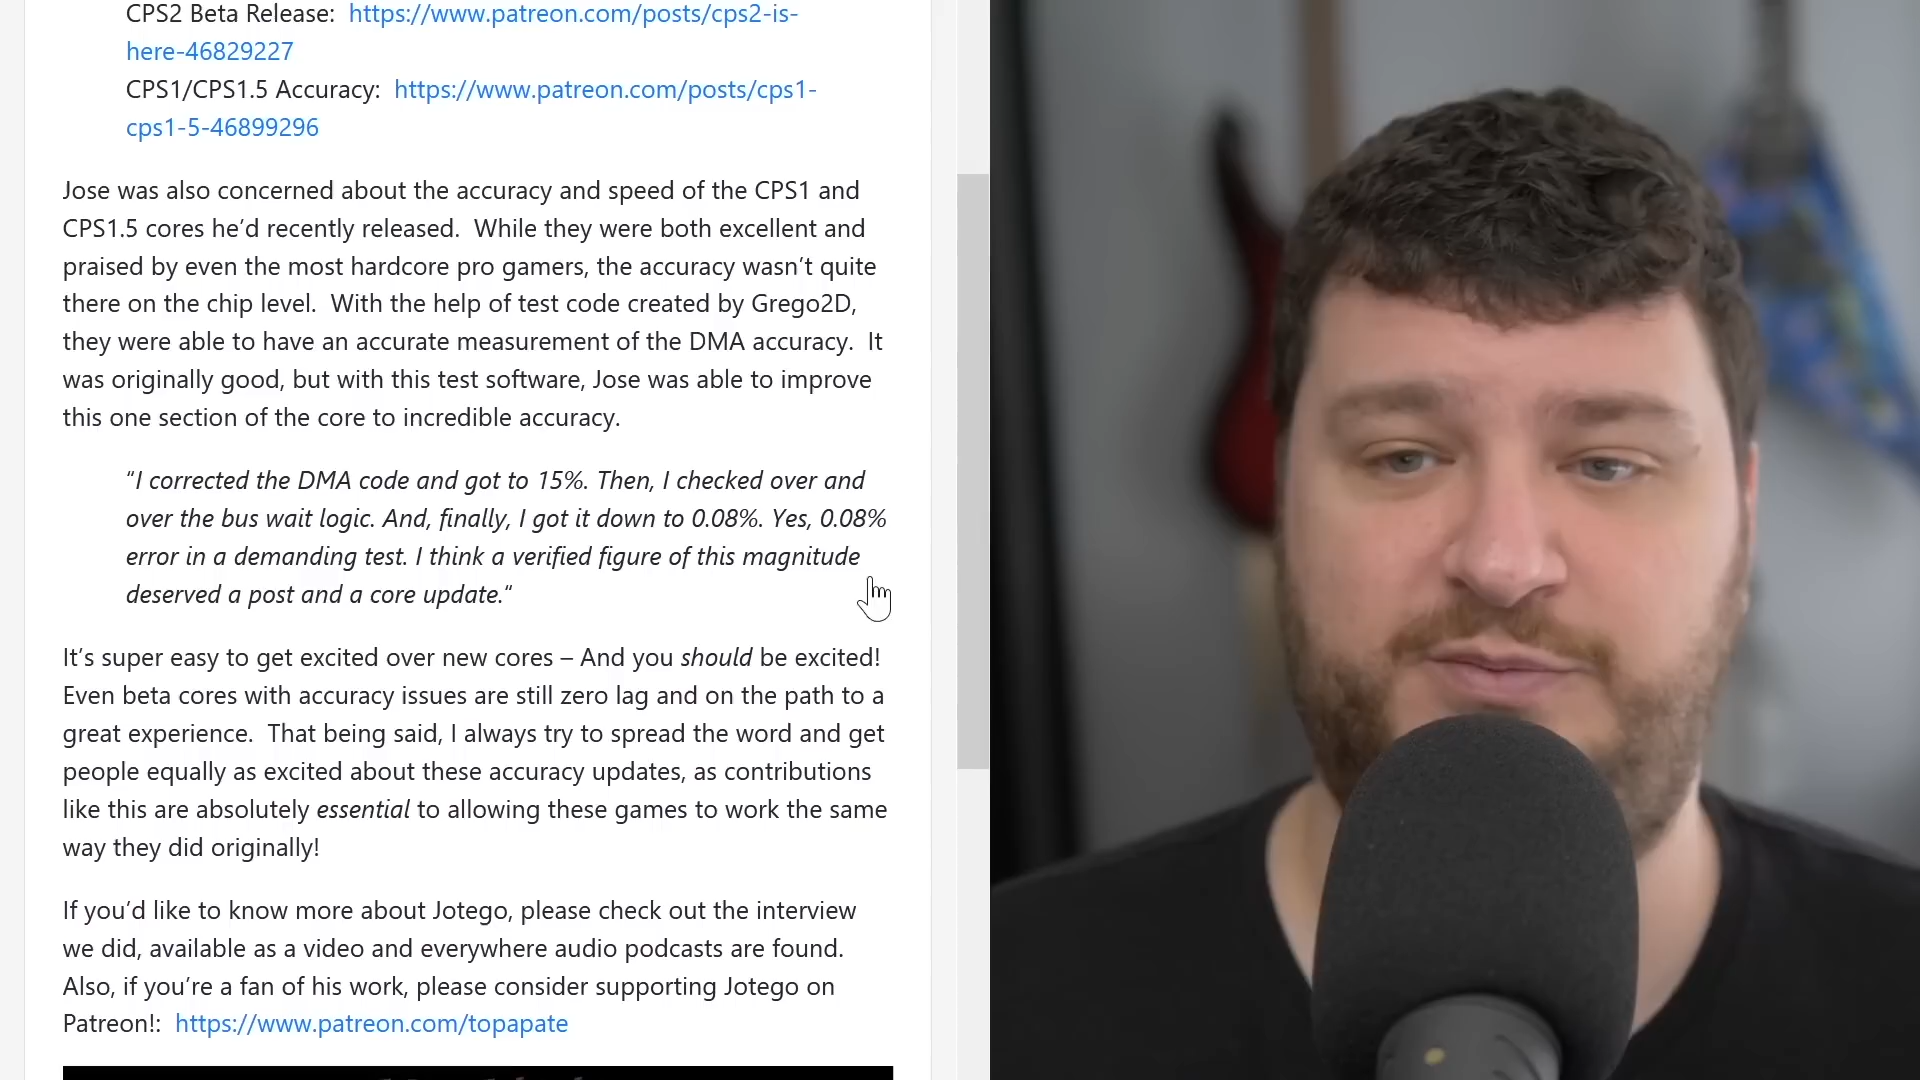 CPS2 Beta Release:  https://www.patreon.com/posts/cps2-is-
here-46829227
CPS1/CPS1.5 Accuracy:  https://www.patreon.com/posts/cps1-
cps1-5-46899296
Jose was also concerned about the accuracy and speed of the CPS1 and
CPS1.5 cores he’d recently released.  While they were both excellent and
praised by even the most hardcore pro gamers, the accuracy wasn’t quite
there on the chip level.  With the help of test code created by Grego2D,
they were able to have an accurate measurement of the DMA accuracy.  It
was originally good, but with this test software, Jose was able to improve
this one section of the core to incredible accuracy.
“I corrected the DMA code and got to 15%. Then, I checked over and
over the bus wait logic. And, finally, I got it down to 0.08%. Yes, 0.08%
error in a demanding test. I think a verified figure of this magnitude
deserved a post and a core update.“
It’s super easy to get excited over new cores – And you should be excited!
Even beta cores with accuracy issues are still zero lag and on the path to a
great experience.  That being said, I always try to spread the word and get
people equally as excited about these accuracy updates, as contributions
like this are absolutely essential to allowing these games to work the same
way they did originally!
If you’d like to know more about Jotego, please check out the interview
we did, available as a video and everywhere audio podcasts are found.
Also, if you’re a fan of his work, please consider supporting Jotego on
Patreon!:  https://www.patreon.com/topapate